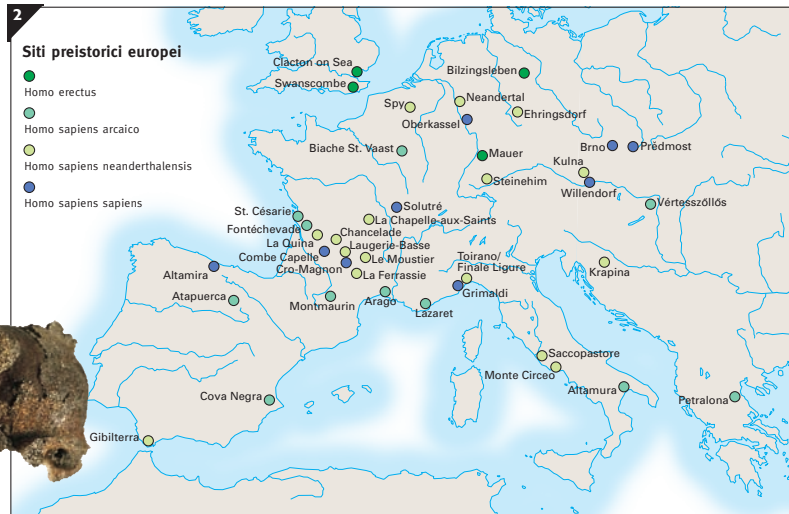 2
Siti preistorici europei
Homo erectus
Homo sapiens arcaico
Homo sapiens neanderthalensis
Homo sapiens sapiens
Clacton on Sea
Swanscombe
Bilzingsleben
Spy
Neandertal
Oberkassel
Ehringsdorf
Biache St. Vaast
Mauer
Brno
Prědmost
Kulna
Steinehim
Willendorf
Vértesszőllős
St. Césarie
Solutré
La Chapelle-aux-Saints
Fontéchevade
Chancelade
La Quina
Laugerie-Basse
Combe Capelle
Le Moustier
Cro-Magnon
La Ferrassie
Toirano/
Finale Ligure
Krapina
Altamira
Grimaldi
Atapuerca
Montmaurin
Arago
Lazaret
Saccopastore
Monte Circeo
Altamura
Cova Negra
Petralona
Gibilterra